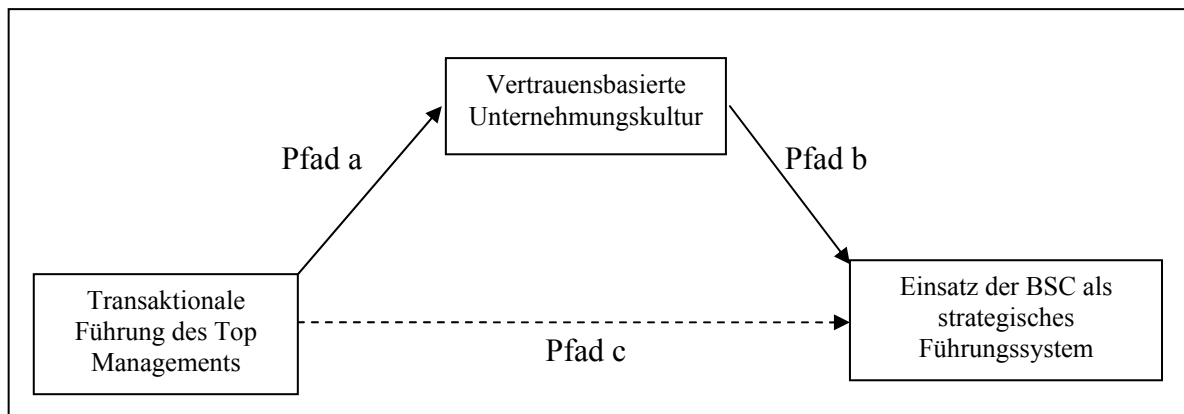 Vertrauensbasierte
Unternehmungskultur
Pfad a
Pfad b
Transaktionale
Führung des Top
Managements
Pfad c
Einsatz der BSC als
strategisches
Führungssystem